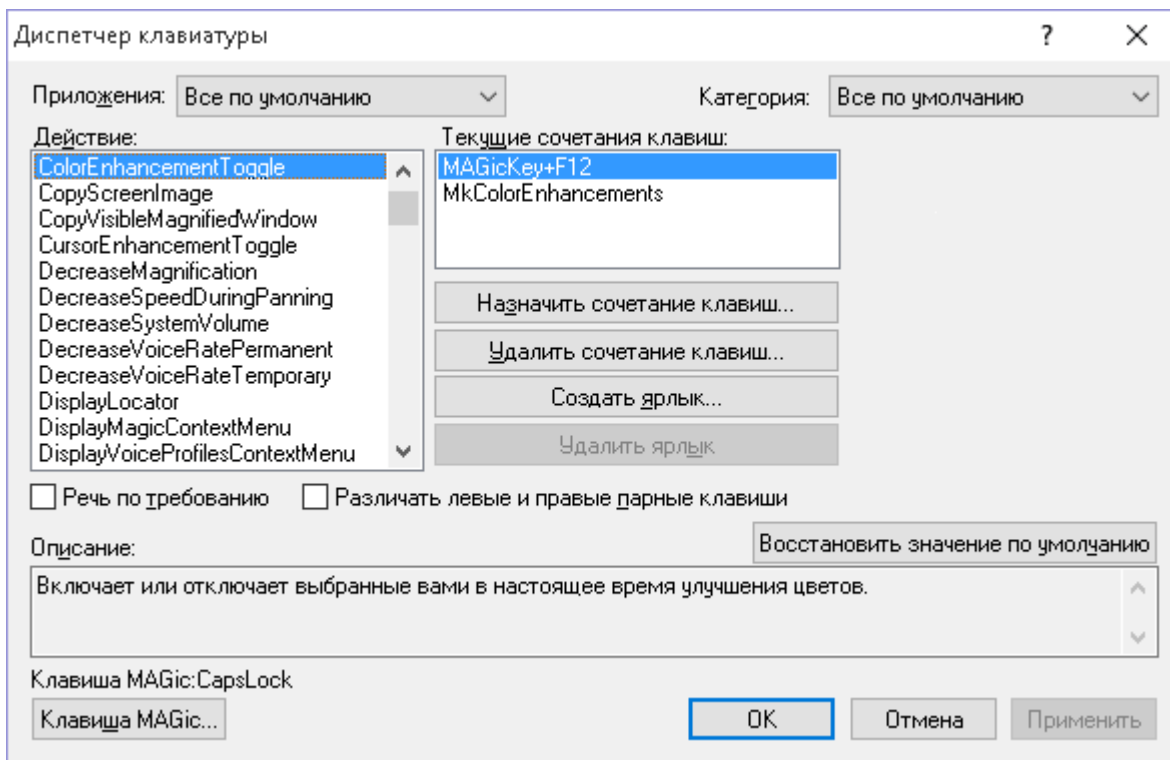 Диспетчер клавиатуры
?
Приложения: Все по умолчанию
Категория: Все по умолчанию
Действие:
ColorEnhancementToggle
CopyScreenImage
CopyVisibleMagnifiedWindow
CursorEnhancementToggle
DecreaseMagnification
DecreaseSpeedDuringPanning
DecreaseSystemVolume
DecreaseVoiceRatePermanent
DecreaseVoiceRateTemporary
DisplayLocator
DisplayMagicContextMenu
DisplayVoiceProfilesContextMenu
Текущие сочетания клавиш:
MAGicKey+F12
MkColorEnhancements
Назначить сочетание клавиш...
Удалить сочетание клавиш...
Создать ярлык...
Удалить ярлык
Речь по требованию
Различать левые и правые парные клавиши
Описание:
Восстановить значение по умолчанию
Включает или отключает выбранные вами в настоящее время улучшения цветов.
Клавиша MAGic:CapsLock
Клавиша MAGic...
OK
Отмена
Применить